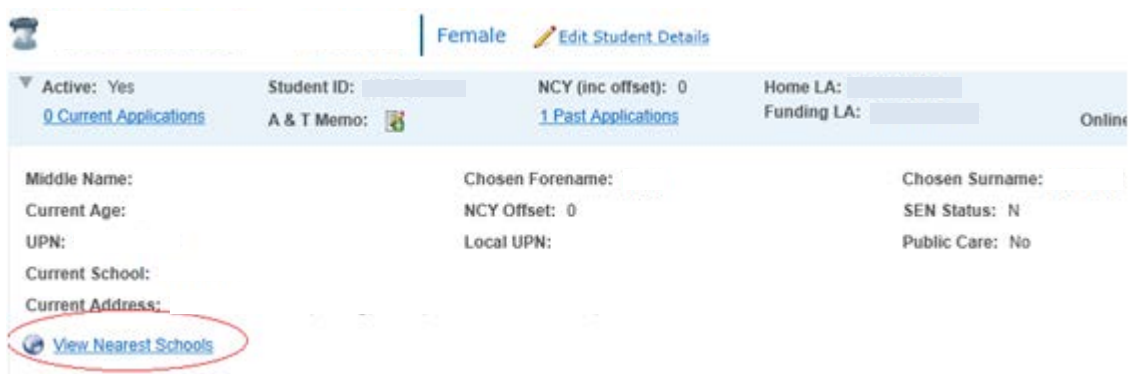 Female Edit Student Details
Active: Yes Student ID: NCY (inc offset): 0 Home LA:
0 Current Applications A & T Memo: 1 Past Applications Funding LA: Online
Middle Name: Chosen Forename: Chosen Surname:
Current Age: NCY Offset: 0 SEN Status: N
UPN: Local UPN: Public Care: No
Current School:
Current Address:
View Nearest Schools